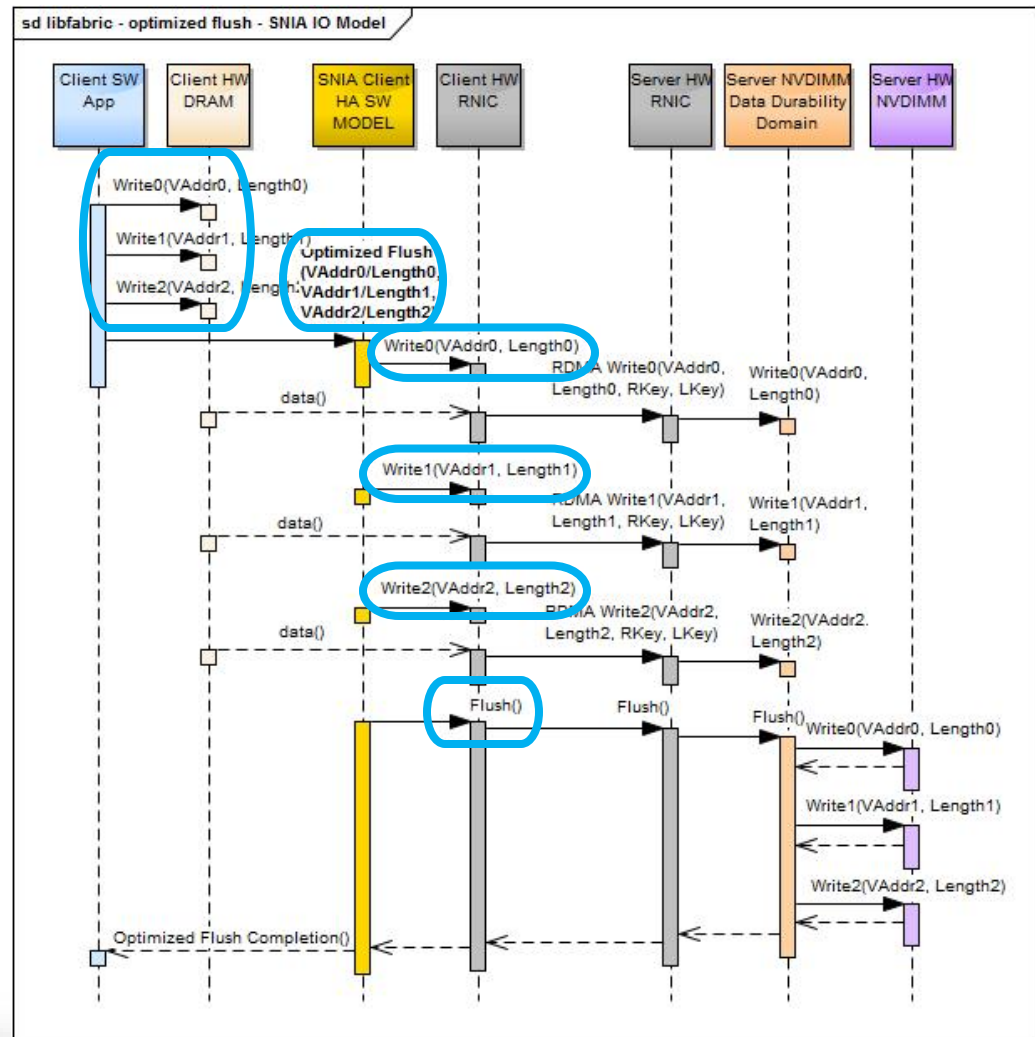 sd libfabric - optimized flush - SNIA IO Model
Client SW
App
Client HW
DRAM
SNIA Client
HA SW
MODEL
Client HW
RNIC
Server HW
RNIC
Server NVDIMM
Data Durability
Domain
Server HW
NVDIMM
Write0(VAddr0, Length0)
Write1(VAddr1, Length1)
Write2(VAddr2, Length2
Optimized Flush
(VAddr0/Length0,
VAddr1/Length1,
VAddr2/Length2)
Write0(VAddr0, Length0)
RDMA Write0(VAddr0,
Length0, RKey, LKey)
Write0(VAddr0,
Length0)
data()
Write1(VAddr1, Length1)
RDMA Write1(VAddr1,
Length1, RKey, LKey)
Write1(VAddr1,
Length1)
data()
Write2(VAddr2, Length2)
RDMA Write2(VAddr2,
Length2, RKey, LKey)
Write2(VAddr2.
Length2)
data()
Flush()
Flush()
Flush()
Write0(VAddr0, Length0)
Write1(VAddr1, Length1)
Write2(VAddr2, Length2)
Optimized Flush Completion()